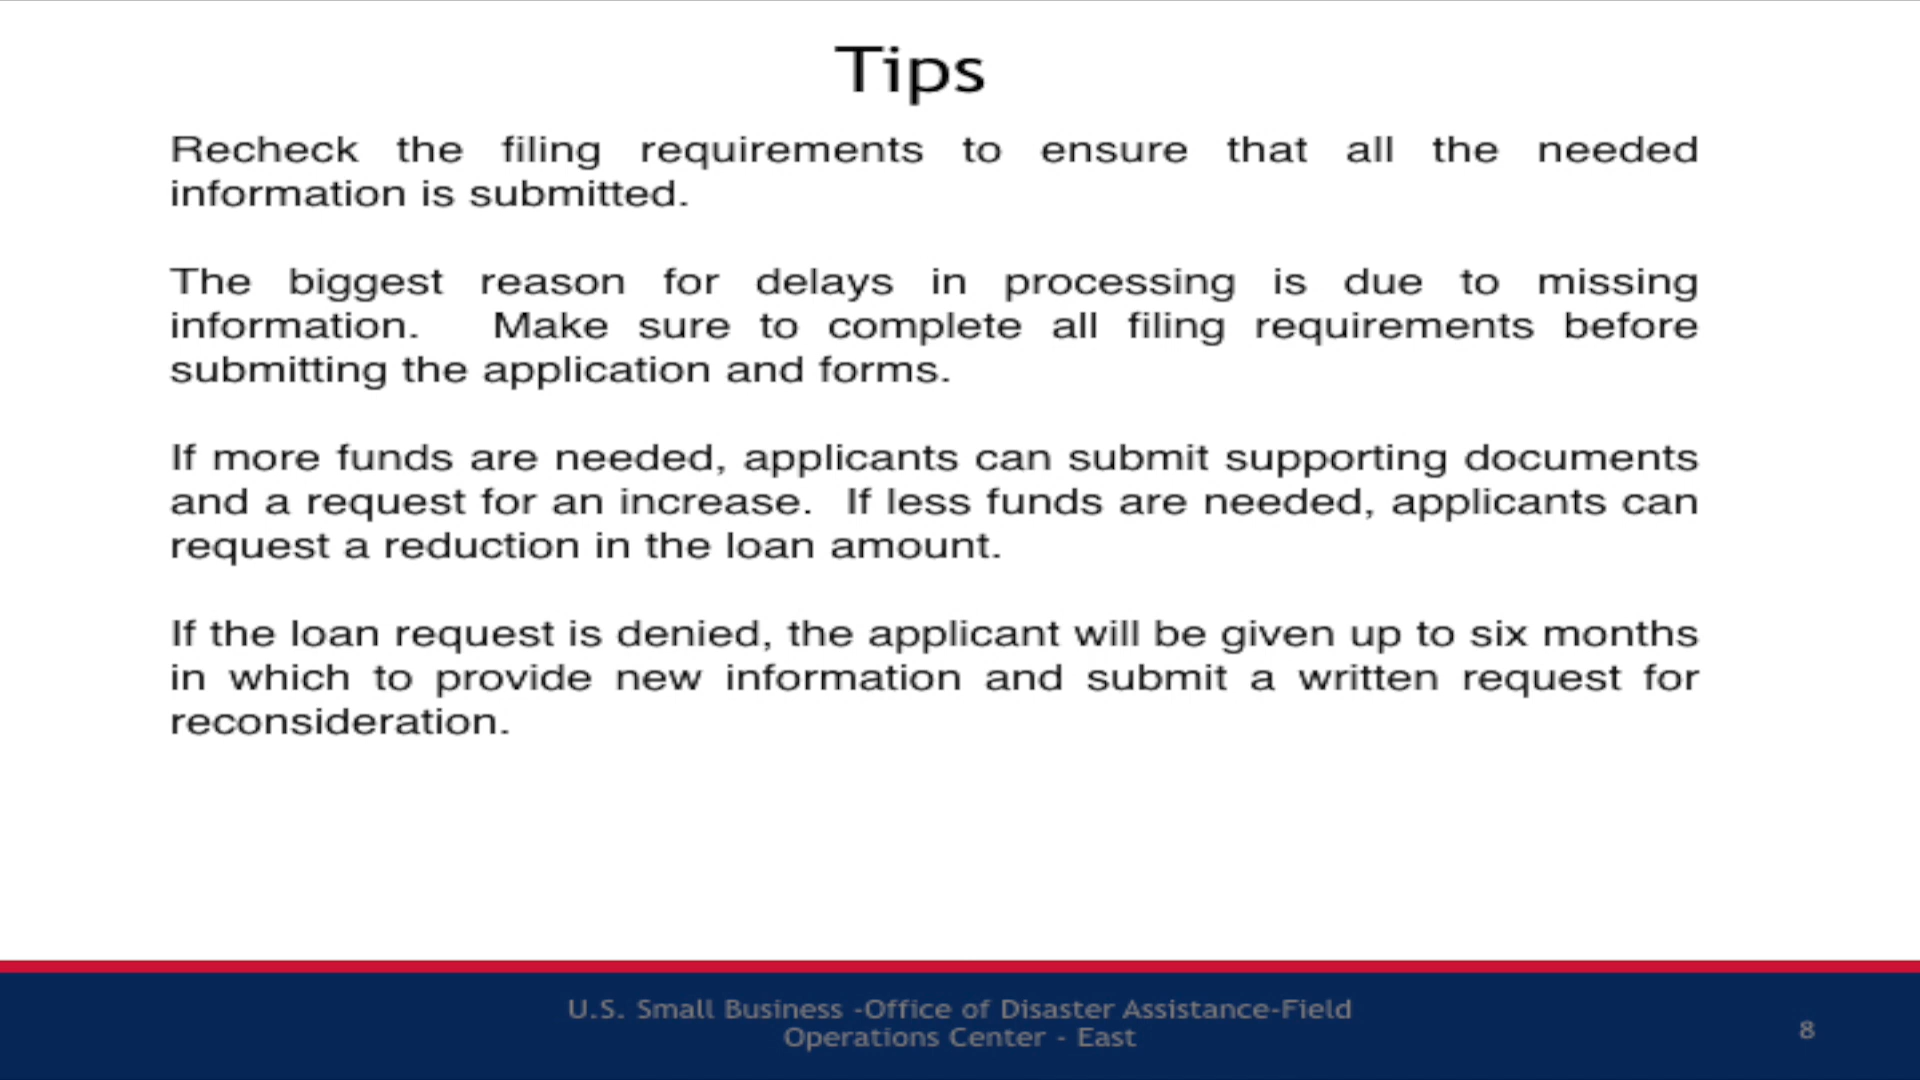 Tips
Recheck the filing requirements to ensure that all the needed
information is submitted.
The biggest reason for delays in processing is due to missing
information.  Make sure to complete all filing requirements before
submitting the application and forms.
If more funds are needed, applicants can submit supporting documents
and a request for an increase.  If less funds are needed, applicants can
request a reduction in the loan amount.
If the loan request is denied, the applicant will be given up to six months
in which to provide new information and submit a written request for
reconsideration.
U.S. Small Business -Office of Disaster Assistance-Field
Operations Center - East
8